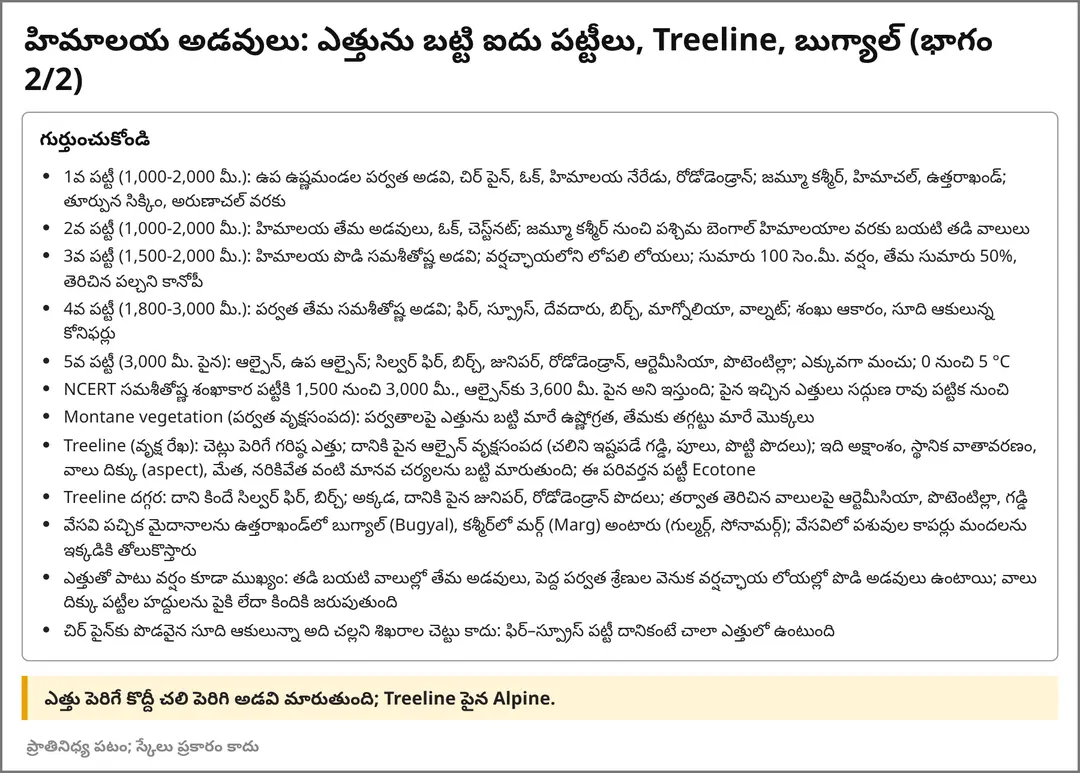 హిమాలయ అడవులు: ఎత్తును బట్టి ఐదు పట్టీలు, Treeline, బుగ్యాల్ (భాగం
2/2)
గుర్తుంచుకోండి
• 1వ పట్టీ (1,000-2,000 మీ.): ఉప ఉష్ణమండల పర్వత అడవి, చిర్ పైన్, ఓక్, హిమాలయ నేరేడు, రోడోడెండ్రాన్; జమ్మూ కశ్మీర్, హిమాచల్, ఉత్తరాఖండ్;
తూర్పున సిక్కిం, అరుణాచల్ వరకు
• 2వ పట్టీ (1,000-2,000 మీ.): హిమాలయ తేమ అడవులు, ఓక్, చెస్ట్‌నట్; జమ్మూ కశ్మీర్ నుంచి పశ్చిమ బెంగాల్ హిమాలయాల వరకు బయటి తడి వాలులు
• 3వ పట్టీ (1,500-2,000 మీ.): హిమాలయ పొడి సమశీతోష్ణ అడవి; వర్షచ్ఛాయలోని లోపలి లోయలు; సుమారు 100 సెం.మీ. వర్షం, తేమ సుమారు 50%,
తెరిచిన పల్చని కానోపీ
• 4వ పట్టీ (1,800-3,000 మీ.): పర్వత తేమ సమశీతోష్ణ అడవి; ఫిర్, స్ప్రూస్, దేవదారు, బిర్చ్, మాగ్నోలియా, వాల్నట్; శంఖు ఆకారం, సూది ఆకులున్న
కోనిఫర్లు
• 5వ పట్టీ (3,000 మీ. పైన): ఆల్పైన్, ఉప ఆల్పైన్; సిల్వర్ ఫిర్, బిర్చ్, జునిపర్, రోడోడెండ్రాన్, ఆర్టెమీసియా, పొటెంటిల్లా; ఎక్కువగా మంచు; 0 నుంచి 5 °C
• NCERT సమశీతోష్ణ శంఖాకార పట్టీకి 1,500 నుంచి 3,000 మీ., ఆల్పైన్‌కు 3,600 మీ. పైన అని ఇస్తుంది; పైన ఇచ్చిన ఎత్తులు సద్గుణ రావు పట్టిక నుంచి
• Montane vegetation (పర్వత వృక్షసంపద): పర్వతాలపై ఎత్తును బట్టి మారే ఉష్ణోగ్రత, తేమకు తగ్గట్టు మారే మొక్కలు
• Treeline (వృక్ష రేఖ): చెట్లు పెరిగే గరిష్ఠ ఎత్తు; దానికి పైన ఆల్పైన్ వృక్షసంపద (చలిని ఇష్టపడే గడ్డి, పూలు, పొట్టి పొదలు); ఇది అక్షాంశం, స్థానిక వాతావరణం,
వాలు దిక్కు (aspect), మేత, నరికివేత వంటి మానవ చర్యలను బట్టి మారుతుంది; ఈ పరివర్తన పట్టీ Ecotone
• Treeline దగ్గర: దాని కిందే సిల్వర్ ఫిర్, బిర్చ్; అక్కడ, దానికి పైన జునిపర్, రోడోడెండ్రాన్ పొదలు; తర్వాత తెరిచిన వాలులపై ఆర్టెమీసియా, పొటెంటిల్లా, గడ్డి
• వేసవి పచ్చిక మైదానాలను ఉత్తరాఖండ్‌లో బుగ్యాల్ (Bugyal), కశ్మీర్‌లో మర్గ్ (Marg) అంటారు (గుల్మర్గ్, సోనామర్గ్); వేసవిలో పశువుల కాపర్లు మందలను
ఇక్కడికి తోలుకొస్తారు
• ఎత్తుతో పాటు వర్షం కూడా ముఖ్యం: తడి బయటి వాలుల్లో తేమ అడవులు, పెద్ద పర్వత శ్రేణుల వెనుక వర్షచ్ఛాయ లోయల్లో పొడి అడవులు ఉంటాయి; వాలు
దిక్కు పట్టీల హద్దులను పైకి లేదా కిందికి జరుపుతుంది
• చిర్ పైన్‌కు పొడవైన సూది ఆకులున్నా అది చల్లని శిఖరాల చెట్టు కాదు: ఫిర్–స్ప్రూస్ పట్టీ దానికంటే చాలా ఎత్తులో ఉంటుంది
ఎత్తు పెరిగే కొద్దీ చలి పెరిగి అడవి మారుతుంది; Treeline పైన Alpine.
ప్రాతినిధ్య పటం; స్కేలు ప్రకారం కాదు